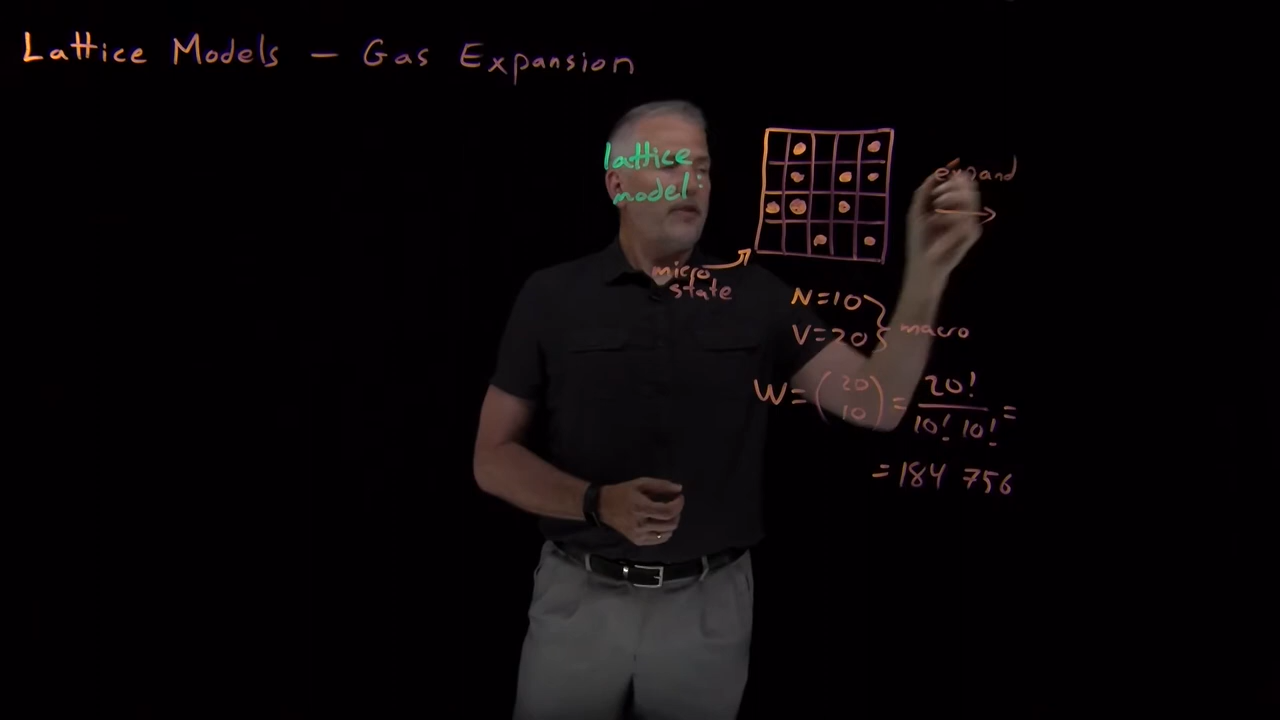 Lattice Models — Gas Expansion
lattice
model:
expand
micro
state
N=10
V=20
macro
W = (20 10) = 20! / 10! 10! =
= 184 756